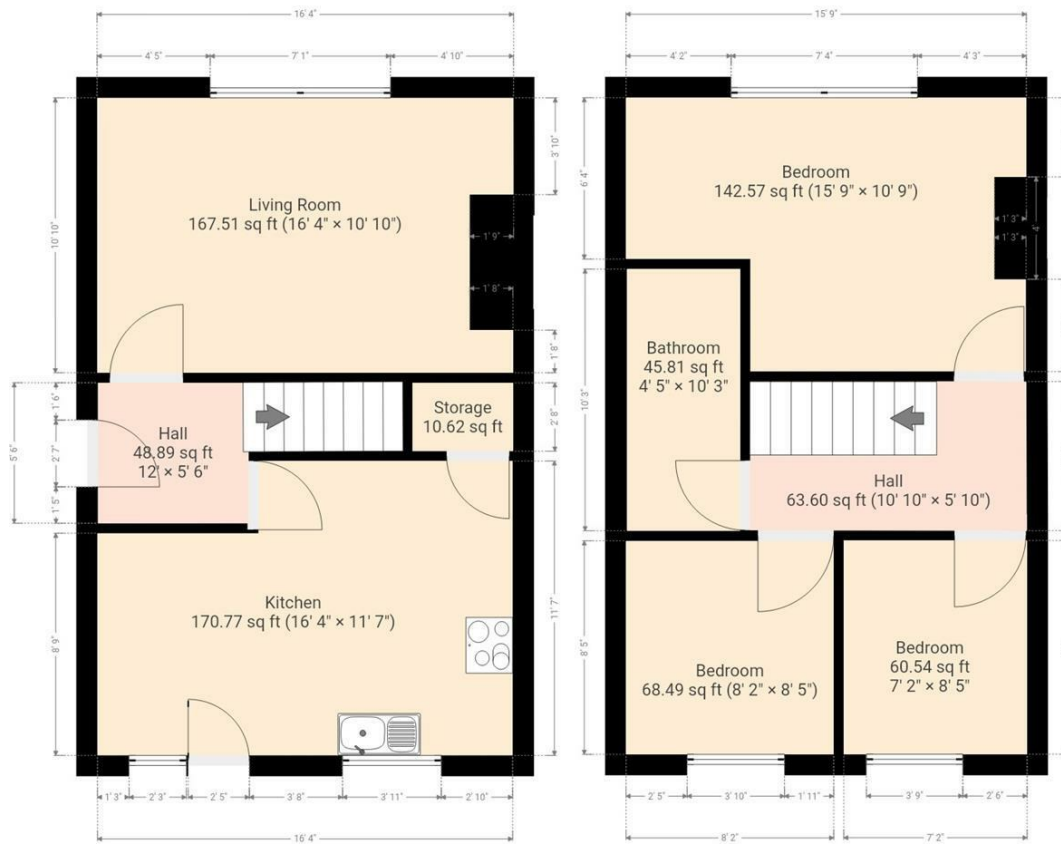 16' 4"
15' 9"
4' 5"
7' 1"
4' 10"
4' 2"
7' 4"
4' 3"
10' 10"
3' 10"
6' 4"
Living Room
167.51 sq ft (16' 4" × 10' 10")
1' 9"
1' 8"
1' 8"
Bedroom
142.57 sq ft (15' 9" × 10' 9")
1' 3"
1' 3"
4'
5' 6"
1' 6"
2' 7"
1' 5"
Hall
48.89 sq ft
12' × 5' 6"
Storage
10.62 sq ft
2' 8"
10' 3"
Bathroom
45.81 sq ft
4' 5" × 10' 3"
Hall
63.60 sq ft (10' 10" × 5' 10")
8' 9"
Kitchen
170.77 sq ft (16' 4" × 11' 7")
11' 7"
8' 5"
Bedroom
68.49 sq ft (8' 2" × 8' 5")
Bedroom
60.54 sq ft
7' 2" × 8' 5"
1' 3"
2' 3"
2' 5"
3' 8"
3' 11"
2' 10"
2' 5"
3' 10"
1' 11"
3' 9"
2' 6"
16' 4"
8' 2"
7' 2"